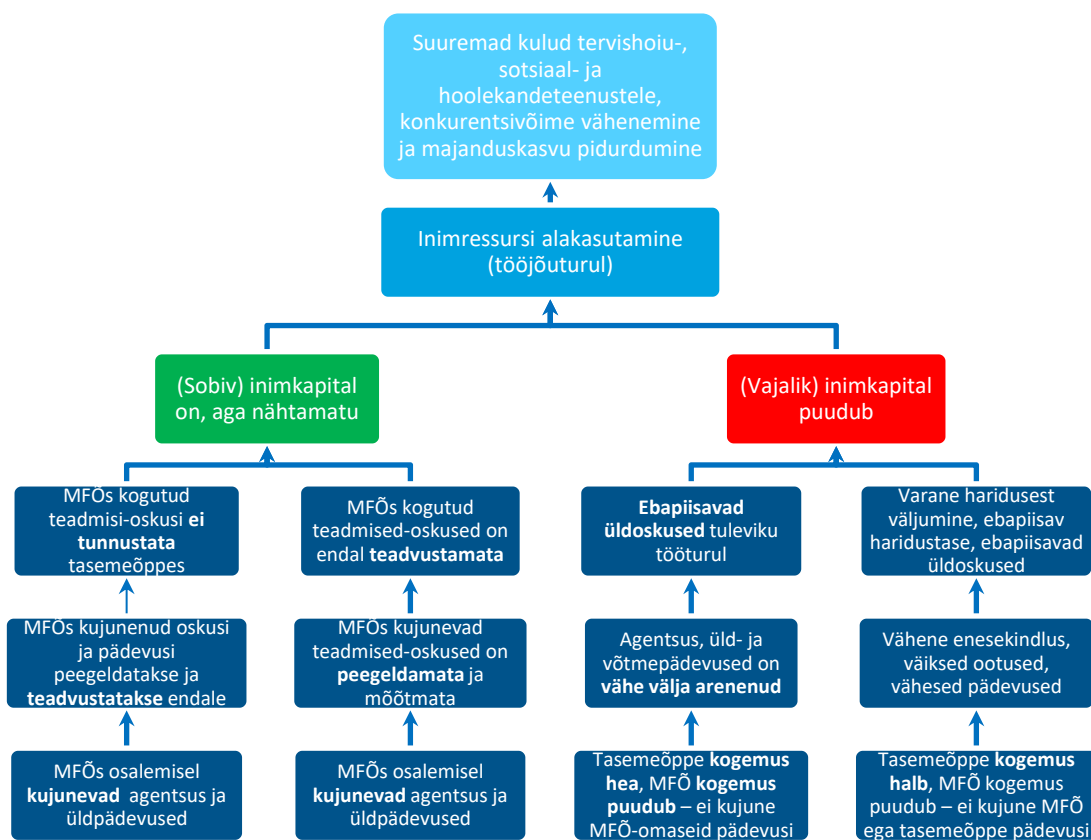 Suuremad kulud tervishoiu-,
sotsiaal- ja
hoolekandeteenustele,
konkurentsivõime vähenemine
ja majanduskasvu pidurdumine
Inimressursi alakasutamine
(tööjõuturul)
(Sobiv) inimkapital
on, aga nähtamatu
(Vajalik) inimkapital
puudub
MFÕs kogutud
teadmisi-oskusi ei
tunnustata
tasemeõppes
MFÕs kogutud
teadmised-oskused on
endal teadvustamata
Ebapiisavad
üldoskused tuleviku
tööturul
Varane haridusest
väljumine, ebapiisav
haridustase, ebapiisavad
üldoskused
MFÕs kujunenud oskusi
ja pädevusi
peegeldatakse ja
teadvustatakse endale
MFÕs kujunevad
teadmised-oskused on
peegeldamata ja
mõõtmata
Agentsus, üld- ja
võtmepädevused on
vähe välja arenenud
Vähene enesekindlus,
väiksed ootused,
vähesed pädevused
MFÕs osalemisel
kujunevad agentsus ja
üldpädevused
MFÕs osalemisel
kujunevad agentsus ja
üldpädevused
Tasemeõppe kogemus
hea, MFÕ kogemus
puudub – ei kujune
MFÕ-omaseid pädevusi
Tasemeõppe kogemus
halb, MFÕ kogemus
puudub – ei kujune MFÕ
ega tasemeõppe pädevusi